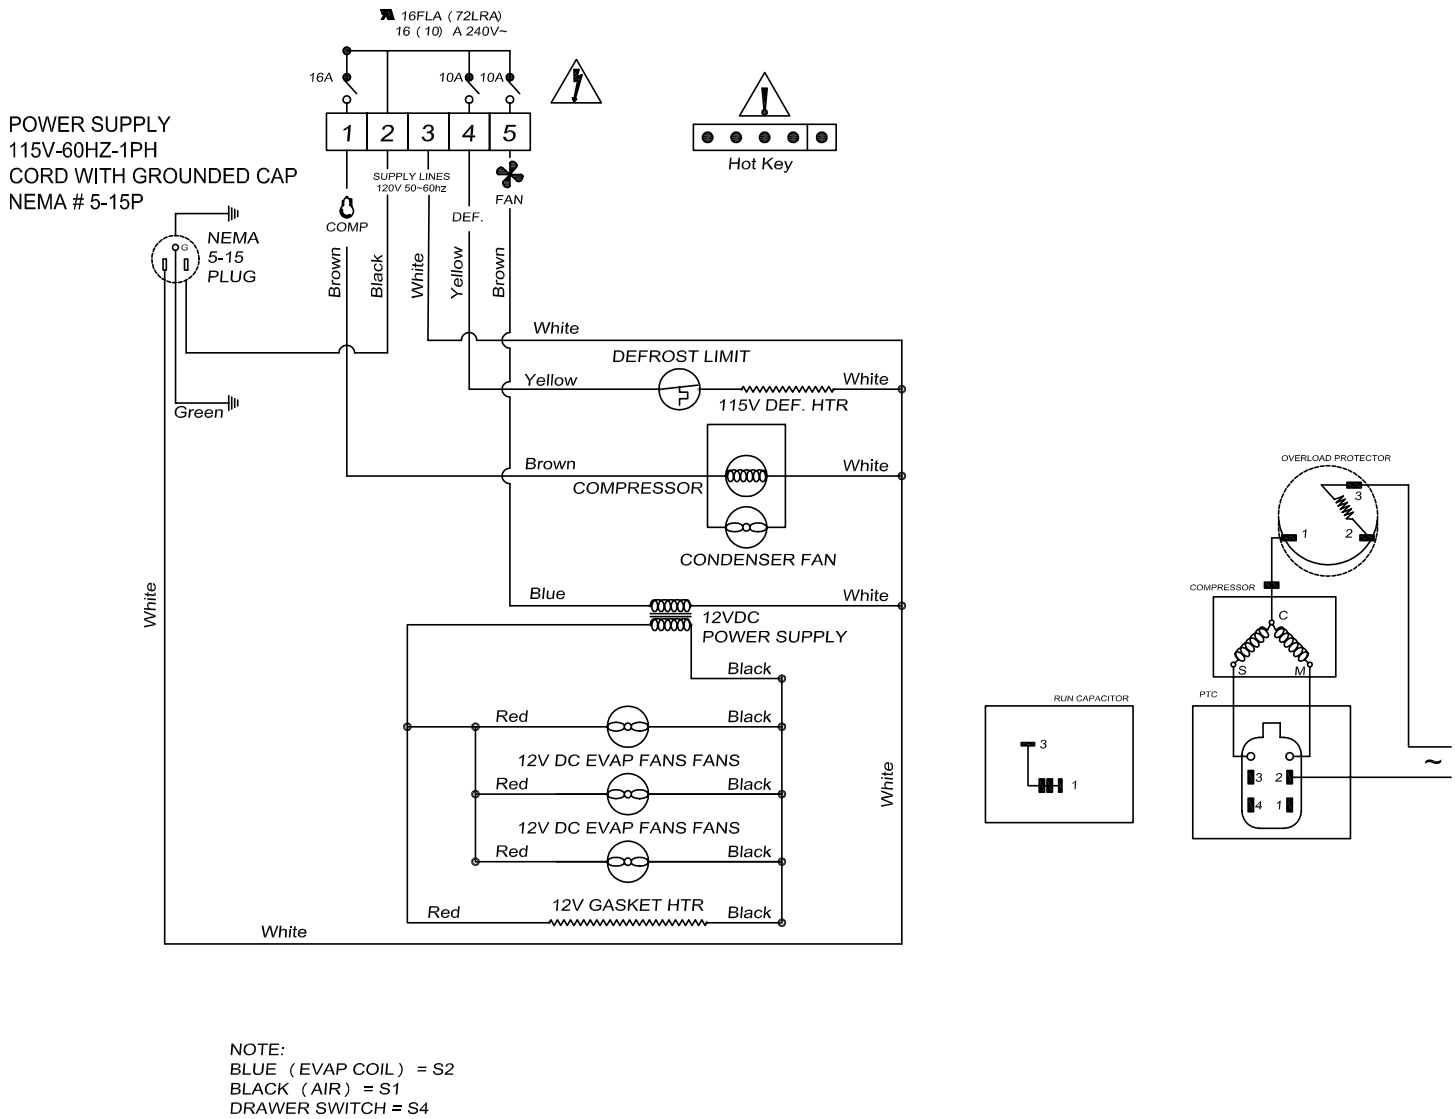 16FLA (72LRA)
16 (10) A 240V~
16A
10A
10A
1
2
3
4
5
Hot Key
POWER SUPPLY
115V-60HZ-1PH
CORD WITH GROUNDED CAP
NEMA # 5-15P
SUPPLY LINES
120V 50~60hz
COMP
DEF.
FAN
G
NEMA
5-15
PLUG
Brown
Black
White
Yellow
Brown
Green
White
DEFROST LIMIT
Yellow
White
115V DEF. HTR
Brown
White
COMPRESSOR
CONDENSER FAN
Blue
White
12VDC
POWER SUPPLY
Black
Red
Black
12V DC EVAP FANS FANS
Red
Black
12V DC EVAP FANS FANS
Red
Black
12V GASKET HTR
Red
Black
White
White
White
OVERLOAD PROTECTOR
3
1
2
COMPRESSOR
C
S
M
PTC
3
2
4
1
~
RUN CAPACITOR
3
1
NOTE:
BLUE (EVAP COIL) = S2
BLACK (AIR) = S1
DRAWER SWITCH = S4